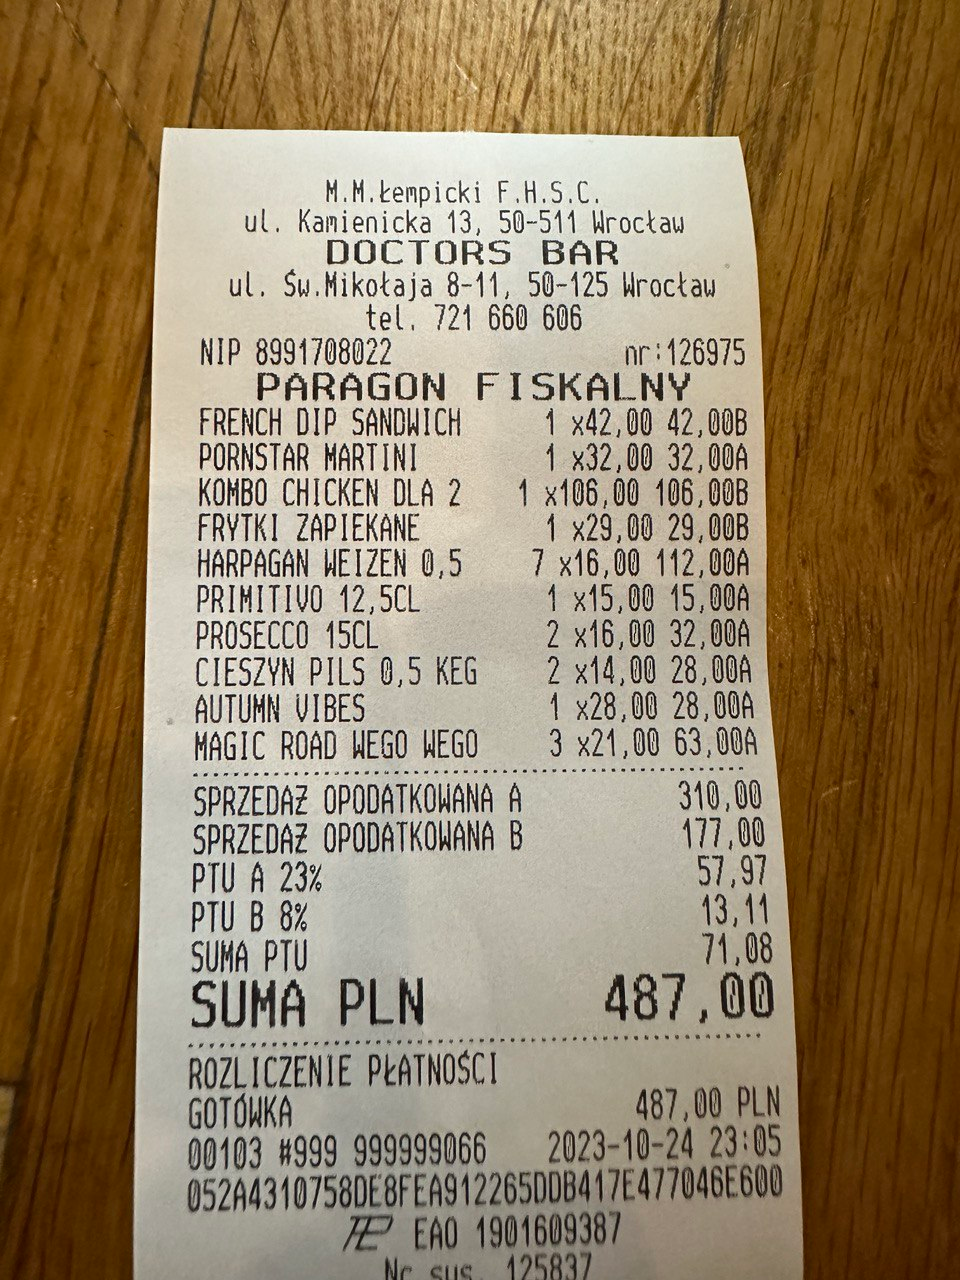 M.M.Łempicki F.H.S.C.
ul. Kamienicka 13, 50-511 Wrocław
DOCTORS BAR
ul. Św.Mikołaja 8-11, 50-125 Wrocław
tel. 721 660 606
NIP 8991708022 nr:126975
PARAGON FISKALNY
FRENCH DIP SANDWICH 1 x42,00 42,00B
PORNSTAR MARTINI 1 x32,00 32,00A
KOMBO CHICKEN DLA 2 1 x106,00 106,00B
FRYTKI ZAPIEKANE 1 x29,00 29,00B
HARPAGAN WEIZEN 0,5 7 x16,00 112,00A
PRIMITIVO 12,5CL 1 x15,00 15,00A
PROSECCO 15CL 2 x16,00 32,00A
CIESZYN PILS 0,5 KEG 2 x14,00 28,00A
AUTUMN VIBES 1 x28,00 28,00A
MAGIC ROAD WEGO WEGO 3 x21,00 63,00A
SPRZEDAŻ OPODATKOWANA A 310,00
SPRZEDAŻ OPODATKOWANA B 177,00
PTU A 23% 57,97
PTU B 8% 13,11
SUMA PTU 71,08
SUMA PLN 487,00
ROZLICZENIE PŁATNOŚCI
GOTÓWKA 487,00 PLN
00103 #999 999999066 2023-10-24 23:05
052A4310758DE8FEA912265DDB417E477046E600
EAO 1901609387
Nr sys. 125837